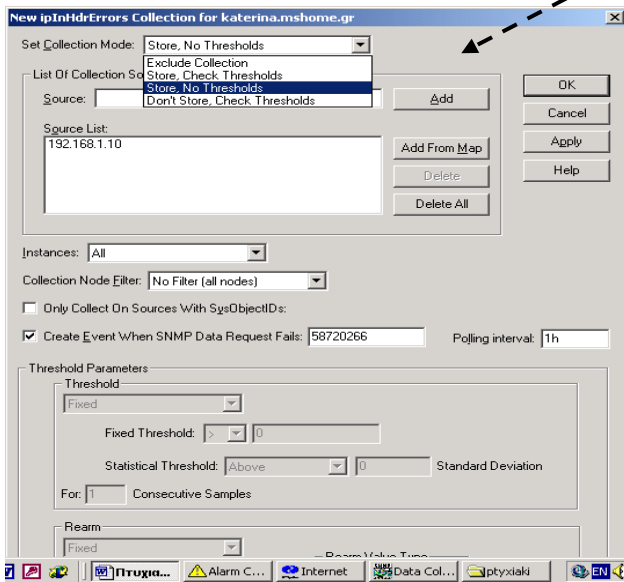 New ipInHdrErrors Collection for katerina.mshome.gr
Set Collection Mode: Store, No Thresholds
Exclude Collection
Store, Check Thresholds
Store, No Thresholds
Don't Store, Check Thresholds
List Of Collection So
Source:
Add
OK
Cancel
Apply
Help
Source List:
192.168.1.10
Add From Map
Delete
Delete All
Instances: All
Collection Node Filter: No Filter (all nodes)
Only Collect On Sources With SysObjectIDs:
Create Event When SNMP Data Request Fails: 58720266
Polling interval: 1h
Threshold Parameters
Threshold
Fixed
Fixed Threshold: > 0
Statistical Threshold: Above 0 Standard Deviation
For: 1 Consecutive Samples
Rearm
Fixed
Rearm Value Type
Πτυχια... Alarm C... Internet Data Col... ptyxiaki EN